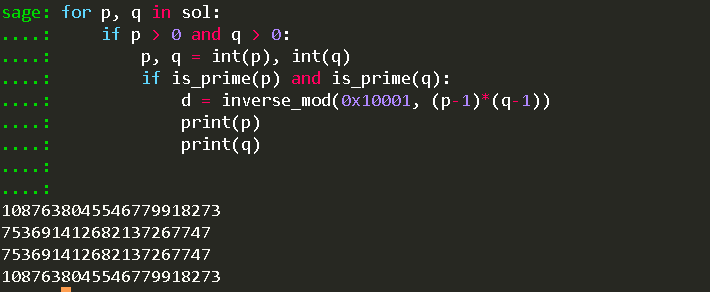 sage: for p, q in sol:
....:     if p > 0 and q > 0:
....:         p, q = int(p), int(q)
....:         if is_prime(p) and is_prime(q):
....:             d = inverse_mod(0x10001, (p-1)*(q-1))
....:             print(p)
....:             print(q)
....:
....:
1087638045546779918273
753691412682137267747
753691412682137267747
1087638045546779918273